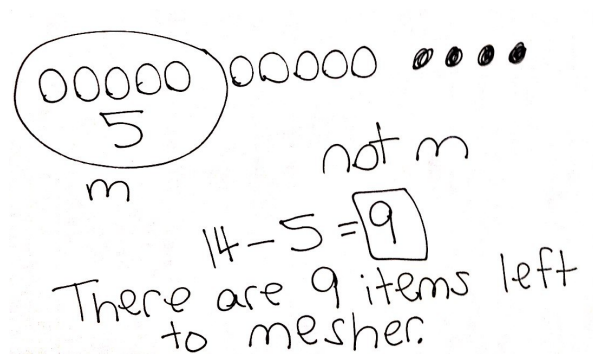 5
m
not m
14 - 5 = 9
There are 9 items left
to mesher.